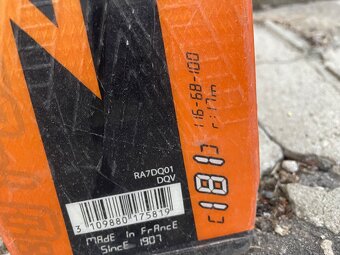 116-68-100
r:17m
[181]
RA7DQ01
DQV
3 109880 175819
MAdE In FrAncE
SIncE 1907